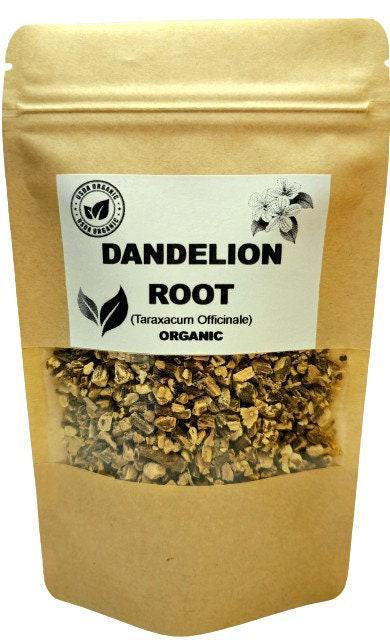 USDA ORGANIC
USDA ORGANIC
DANDELION
ROOT
(Taraxacum Officinale)
ORGANIC